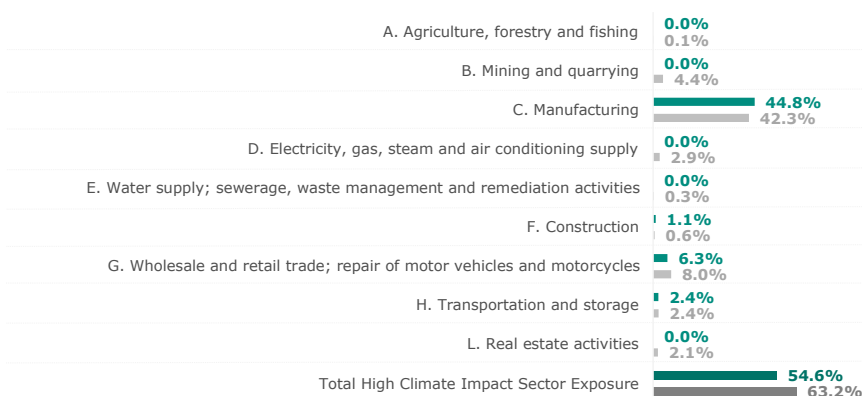 A. Agriculture, forestry and fishing
0.0%
0.1%
B. Mining and quarrying
0.0%
4.4%
C. Manufacturing
44.8%
42.3%
D. Electricity, gas, steam and air conditioning supply
0.0%
2.9%
E. Water supply; sewerage, waste management and remediation activities
0.0%
0.3%
F. Construction
1.1%
0.6%
G. Wholesale and retail trade; repair of motor vehicles and motorcycles
6.3%
8.0%
H. Transportation and storage
2.4%
2.4%
L. Real estate activities
0.0%
2.1%
Total High Climate Impact Sector Exposure
54.6%
63.2%